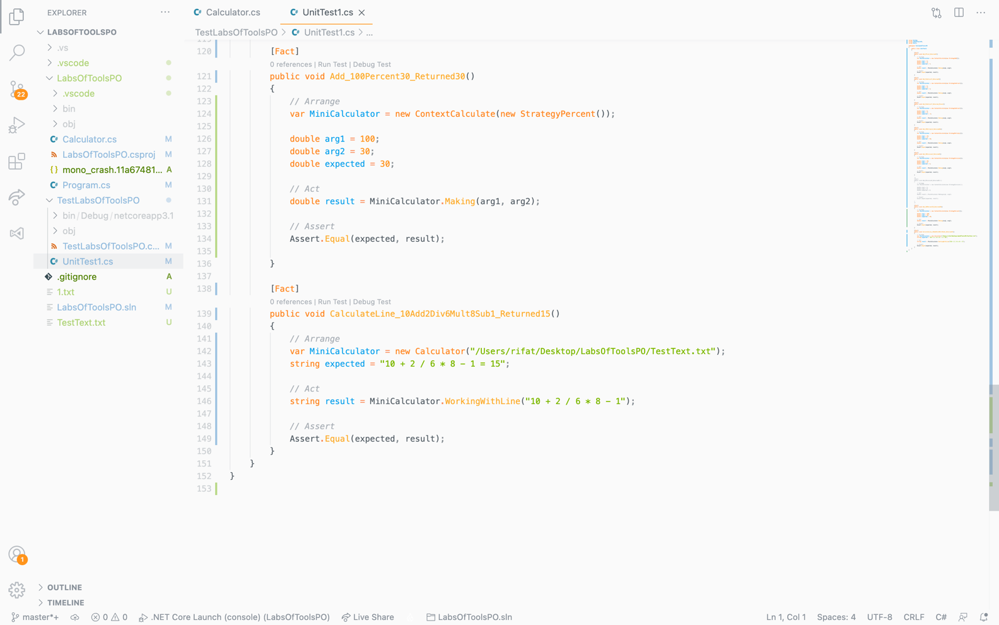 EXPLORER
LABSOFTOOLSPO
.vs
.vscode
LabsOfToolsPO
.vscode
bin
obj
Calculator.cs M
LabsOfToolsPO.csproj M
{} mono_crash.11a67481... A
Program.cs M
TestLabsOfToolsPO
bin/Debug/netcoreapp3.1
obj
TestLabsOfToolsPO.c... M
UnitTest1.cs M
.gitignore A
1.txt U
LabsOfToolsPO.sln M
TestText.txt U
22
1
OUTLINE
TIMELINE
C# Calculator.cs
C# UnitTest1.cs
TestLabsOfToolsPO > C# UnitTest1.cs > ...
119
120 [Fact]
0 references | Run Test | Debug Test
121 public void Add_100Percent30_Returned30()
122 {
123 // Arrange
124 var MiniCalculator = new ContextCalculate(new StrategyPercent());
125
126 double arg1 = 100;
127 double arg2 = 30;
128 double expected = 30;
129
130 // Act
131 double result = MiniCalculator.Making(arg1, arg2);
132
133 // Assert
134 Assert.Equal(expected, result);
135
136 }
137
138 [Fact]
0 references | Run Test | Debug Test
139 public void CalculateLine_10Add2Div6Mult8Sub1_Returned15()
140 {
141 // Arrange
142 var MiniCalculator = new Calculator("/Users/rifat/Desktop/LabsOfToolsPO/TestText.txt");
143 string expected = "10 + 2 / 6 * 8 - 1 = 15";
144
145 // Act
146 string result = MiniCalculator.WorkingWithLine("10 + 2 / 6 * 8 - 1");
147
148 // Assert
149 Assert.Equal(expected, result);
150 }
151 }
152 }
153
master*+ 0 0 .NET Core Launch (console) (LabsOfToolsPO) Live Share LabsOfToolsPO.sln Ln 1, Col 1 Spaces: 4 UTF-8 CRLF C#